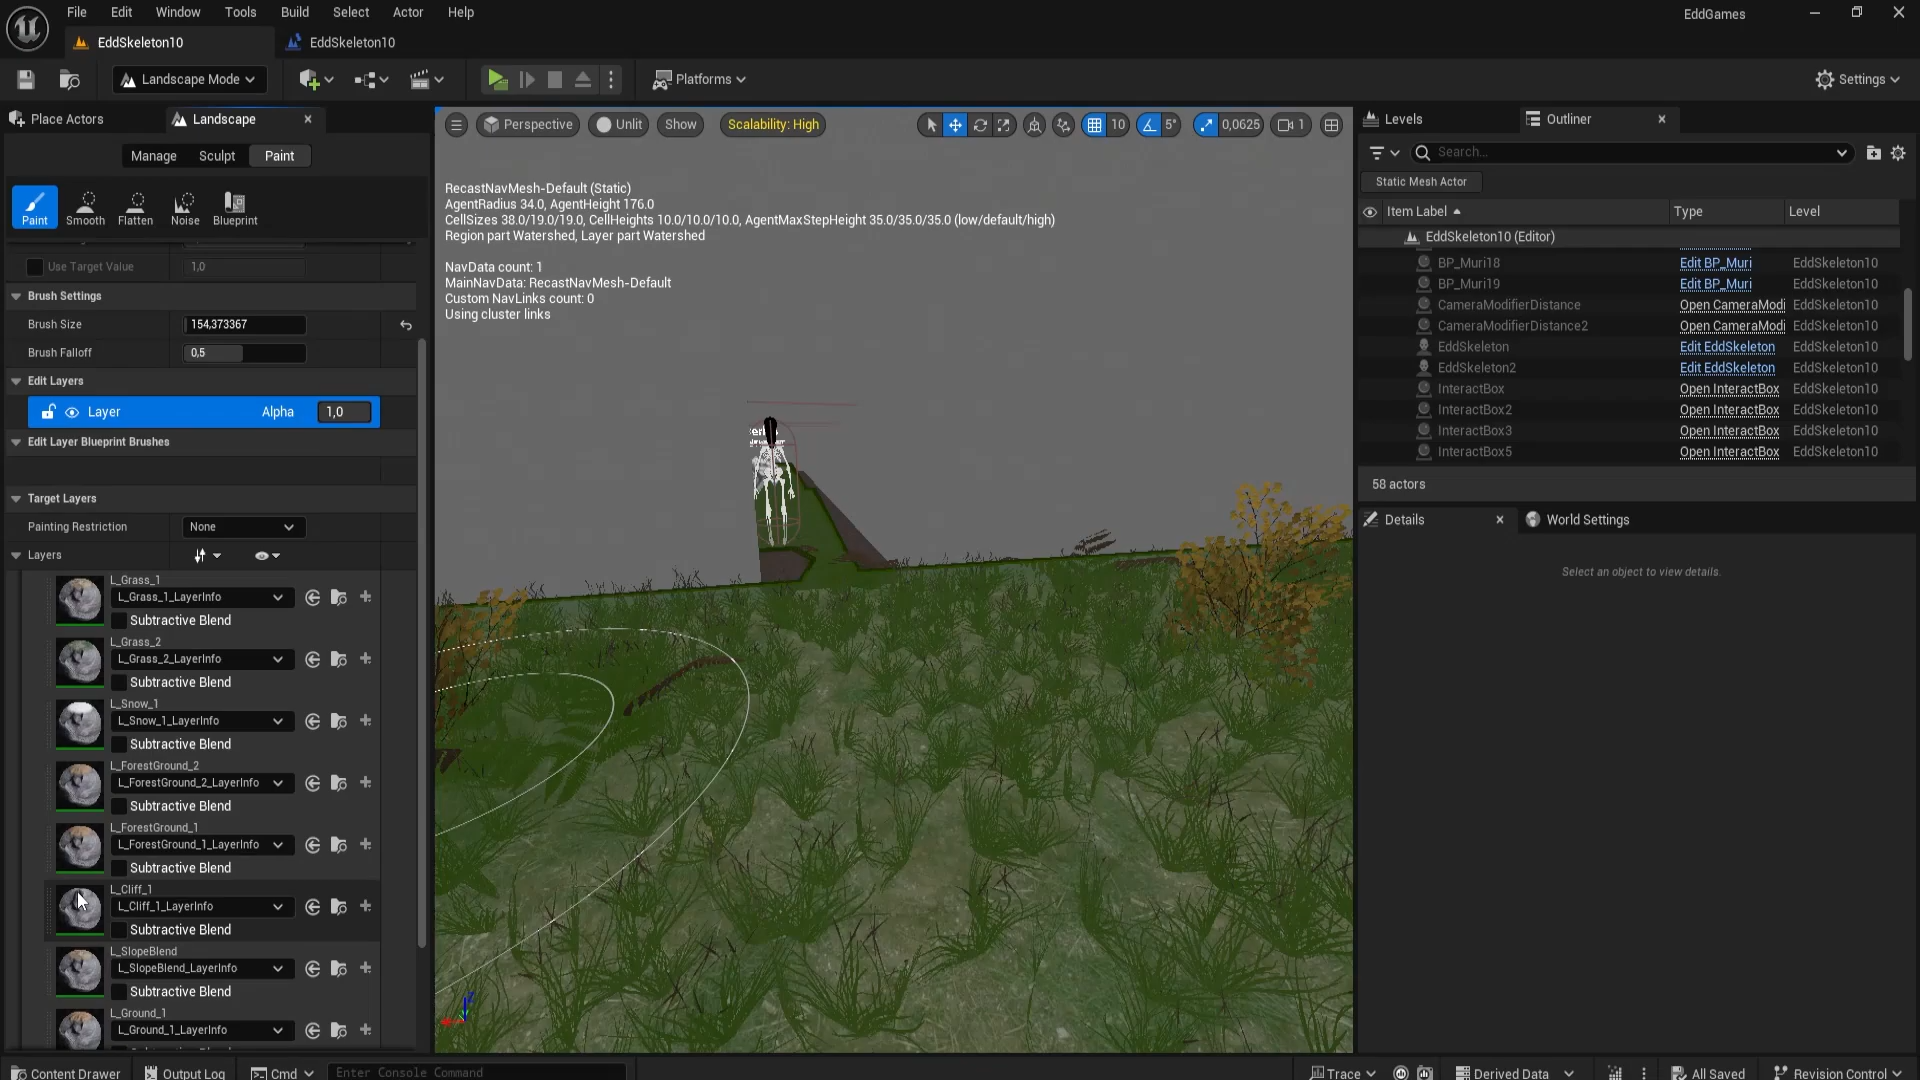 File Edit Window Tools Build Select Actor Help
EddGames
EddSkeleton10
EddSkeleton10
Landscape Mode
Platforms
Settings
Place Actors
Landscape
Manage Sculpt Paint
Paint Smooth Flatten Noise Blueprint
Use Target Value 1,0
Brush Settings
Brush Size 154,373367
Brush Falloff 0,5
Edit Layers
Layer Alpha 1,0
Edit Layer Blueprint Brushes
Target Layers
Painting Restriction None
Layers
L_Grass_1
L_Grass_1_LayerInfo
Subtractive Blend
L_Grass_2
L_Grass_2_LayerInfo
Subtractive Blend
L_Snow_1
L_Snow_1_LayerInfo
Subtractive Blend
L_ForestGround_2
L_ForestGround_2_LayerInfo
Subtractive Blend
L_ForestGround_1
L_ForestGround_1_LayerInfo
Subtractive Blend
L_Cliff_1
L_Cliff_1_LayerInfo
Subtractive Blend
L_SlopeBlend
L_SlopeBlend_LayerInfo
Subtractive Blend
L_Ground_1
L_Ground_1_LayerInfo
Perspective Unlit Show Scalability: High 10 5° 0,0625 1
RecastNavMesh-Default (Static)
AgentRadius 34.0, AgentHeight 176.0
CellSizes 38.0/19.0/19.0, CellHeights 10.0/10.0/10.0, AgentMaxStepHeight 35.0/35.0/35.0 (low/default/high)
Region part Watershed, Layer part Watershed
NavData count: 1
MainNavData: RecastNavMesh-Default
Custom NavLinks count: 0
Using cluster links
Levels
Outliner
Search...
Static Mesh Actor
Item Label Type Level
EddSkeleton10 (Editor)
BP_Muri18 Edit BP_Muri EddSkeleton10
BP_Muri19 Edit BP_Muri EddSkeleton10
CameraModifierDistance Open CameraModi EddSkeleton10
CameraModifierDistance2 Open CameraModi EddSkeleton10
EddSkeleton Edit EddSkeleton EddSkeleton10
EddSkeleton2 Edit EddSkeleton EddSkeleton10
InteractBox Open InteractBox EddSkeleton10
InteractBox2 Open InteractBox EddSkeleton10
InteractBox3 Open InteractBox EddSkeleton10
InteractBox5 Open InteractBox EddSkeleton10
58 actors
Details
World Settings
Select an object to view details.
Content Drawer Output Log Cmd Enter Console Command
Trace Derived Data All Saved Revision Control